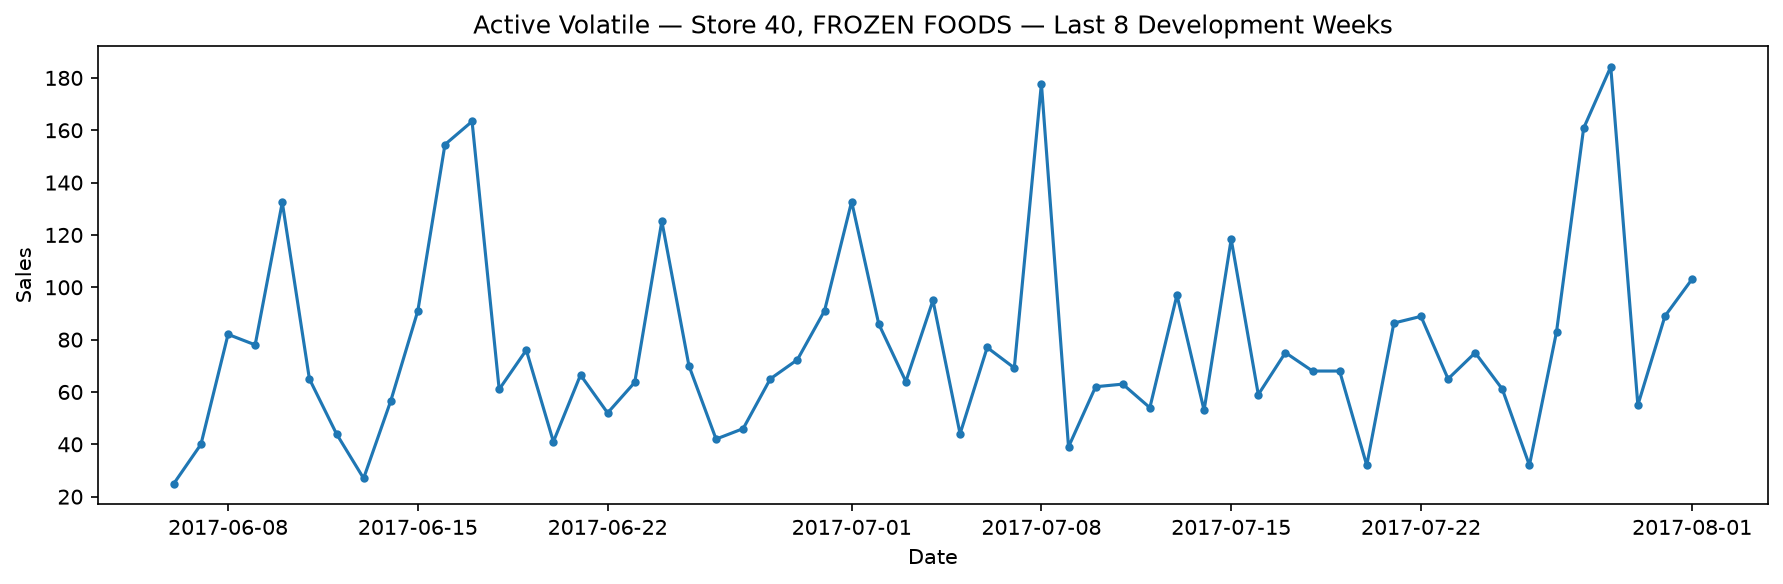 Active Volatile — Store 40, FROZEN FOODS — Last 8 Development Weeks
Sales
180
160
140
120
100
80
60
40
20
2017-06-08 2017-06-15 2017-06-22 2017-07-01 2017-07-08 2017-07-15 2017-07-22 2017-08-01
Date